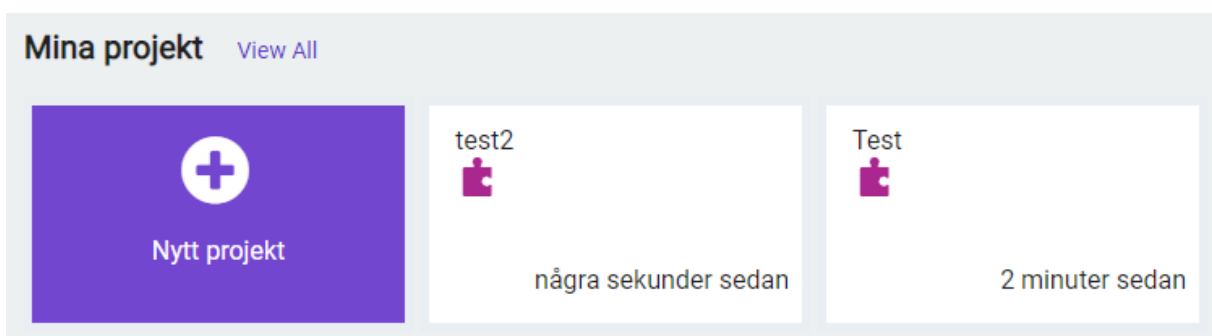 Mina projekt View All
test2
Test
Nytt projekt
några sekunder sedan
2 minuter sedan